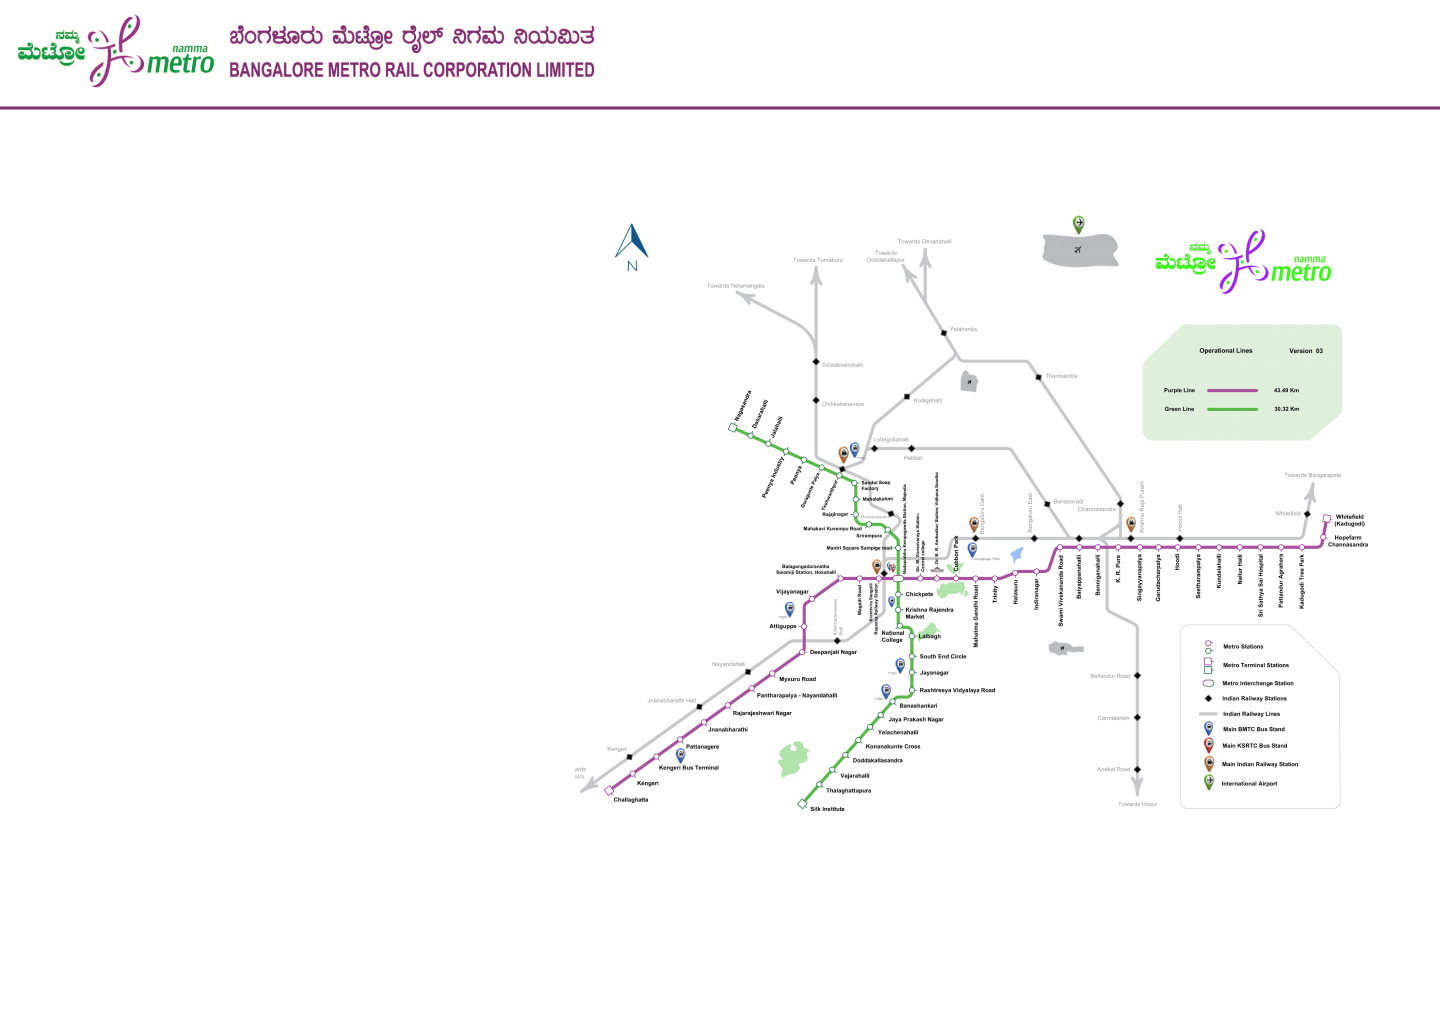 ನಮ್ಮ
ಮೆಟ್ರೋ
namma
metro
ಬೆಂಗಳೂರು ಮೆಟ್ರೋ ರೈಲ್ ನಿಗಮ ನಿಯಮಿತ
BANGALORE METRO RAIL CORPORATION LIMITED
N
Towards Nelamangala
Towards Tumakuru
Towards
Doddaballapur
Towards Devanahalli
ನಮ್ಮ
ಮೆಟ್ರೋ
namma
metro
Operational Lines Version 03
Purple Line 43.49 Km
Green Line 30.32 Km
Yelahanka
Soladevanahalli
Thanisandra
Chikkabanavara
Kodigehalli
Lottegollahalli
Hebbal
Banasavadi
Channasandra
Bengaluru Cant
Bengaluru East
Krishna Raja Puram
Hoodi Halt
Towards Bangarapete
Whitefield
Nagasandra
Dasarahalli
Jalahalli
Peenya Industry
Peenya
Goragunte Palya
Yeshwanthpur
Sandal Soap
Factory
Mahalakshmi
Rajajinagar
Mahakavi Kuvempu Road
Srirampura
Mantri Square Sampige road
Nadaprabhu Kempegowda Station, Majestic
Sir. M. Visvesvaraya Station,
Central college
Dr. B. R. Ambedkar Station, Vidhana Soudha
Cubbon Park
Mahatma Gandhi Road
Trinity
Halasuru
Indiranagar
Swami Vivekananda Road
Baiyappanahalli
Benniganahalli
K. R. Pura
Singayyanapalya
Garudacharpalya
Hoodi
Seetharampalya
Kundalahalli
Nallur Halli
Sri Sathya Sai Hospital
Pattandur Agrahara
Kadugodi Tree Park
Hopefarm
Channasandra
Whitefield
(Kadugodi)
Balagangadaranatha
Swamiji Station, Hosahalli
Magadi Road
Vijayanagar
Attiguppe
Deepanjali Nagar
Mysuru Road
Pantharapalya - Nayandahalli
Rajarajeshwari Nagar
Jnanabharathi
Pattanagere
Kengeri Bus Terminal
Kengeri
Challaghatta
Nayandahalli
Jnanabharathi Halt
Kengeri
Chickpete
Krishna Rajendra
Market
National
College
Lalbagh
South End Circle
Jayanagar
Rashtreeya Vidyalaya Road
Banashankari
Jaya Prakash Nagar
Yelachenahalli
Konanakunte Cross
Doddakallasandra
Vajarahalli
Thalaghattapura
Silk Institute
Bellandur Road
Carmelaram
Anekal Road
Towards Hosur
Metro Stations
Metro Terminal Stations
Metro Interchange Station
Indian Railway Stations
Indian Railway Lines
Main BMTC Bus Stand
Main KSRTC Bus Stand
Main Indian Railway Station
International Airport